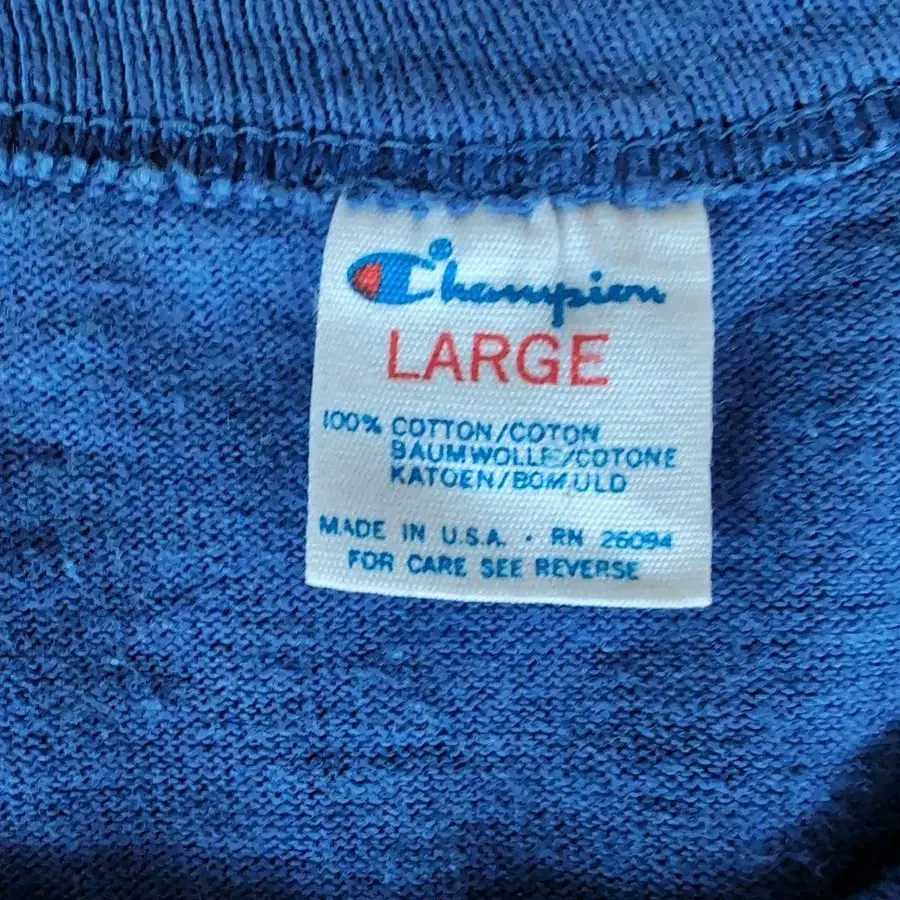 Champion®
LARGE
100% COTTON/COTON
BAUMWOLLE/COTONE
KATOEN/BOMULD
MADE IN U.S.A. · RN 26094
FOR CARE SEE REVERSE